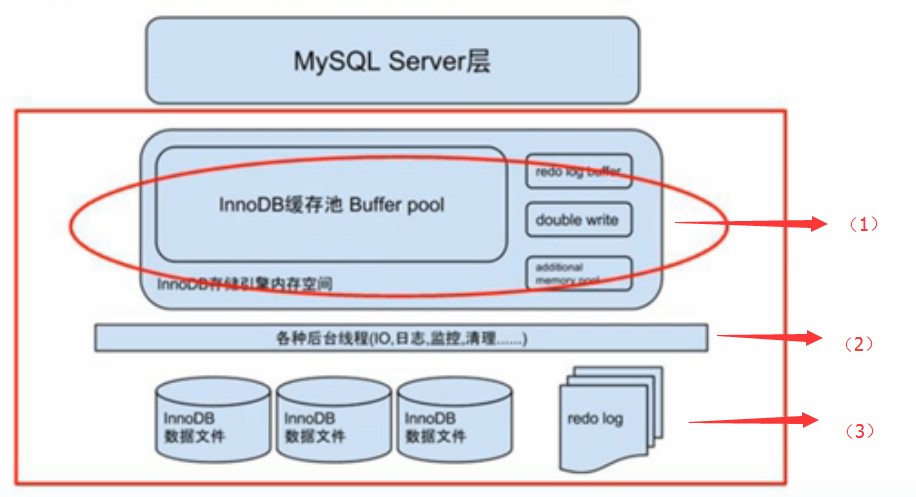 MySQL Server层
InnoDB缓存池 Buffer pool
redo log buffer
double write
additional
memory pool
InnoDB存储引擎内存空间
(1)
各种后台线程(IO,日志,监控,清理......)
(2)
InnoDB
数据文件
InnoDB
数据文件
InnoDB
数据文件
redo log
(3)